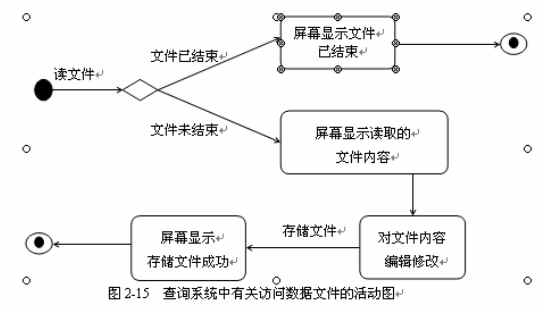 屏幕显示文件
已结束
文件已结束
读文件
文件未结束
屏幕显示读取的
文件内容
屏幕显示
存储文件成功
存储文件
对文件内容
编辑修改
图 2-15 查询系统中有关访问数据文件的活动图